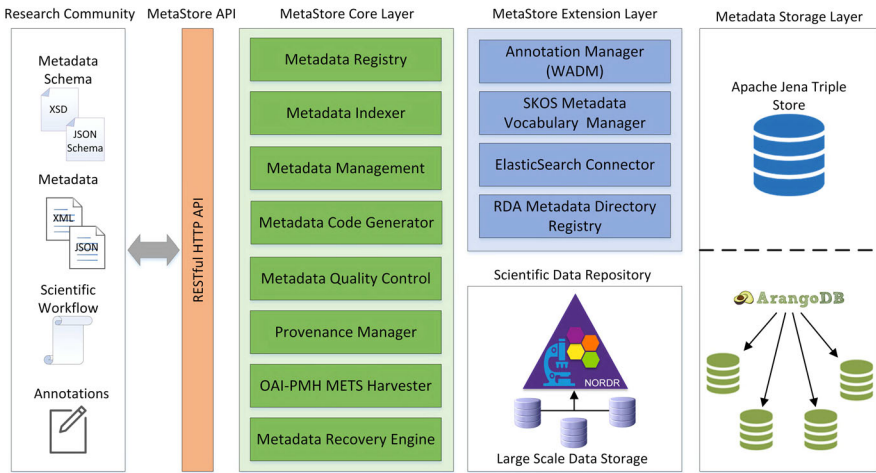 Research Community
Metadata
Schema
XSD
JSON
Schema
Metadata
XML
JSON
Scientific
Workflow
Annotations
MetaStore API
RESTful HTTP API
MetaStore Core Layer
Metadata Registry
Metadata Indexer
Metadata Management
Metadata Code Generator
Metadata Quality Control
Provenance Manager
OAI-PMH METS Harvester
Metadata Recovery Engine
MetaStore Extension Layer
Annotation Manager
(WADM)
SKOS Metadata
Vocabulary Manager
ElasticSearch Connector
RDA Metadata Directory
Registry
Scientific Data Repository
NORDR
Large Scale Data Storage
Metadata Storage Layer
Apache Jena Triple
Store
ArangoDB